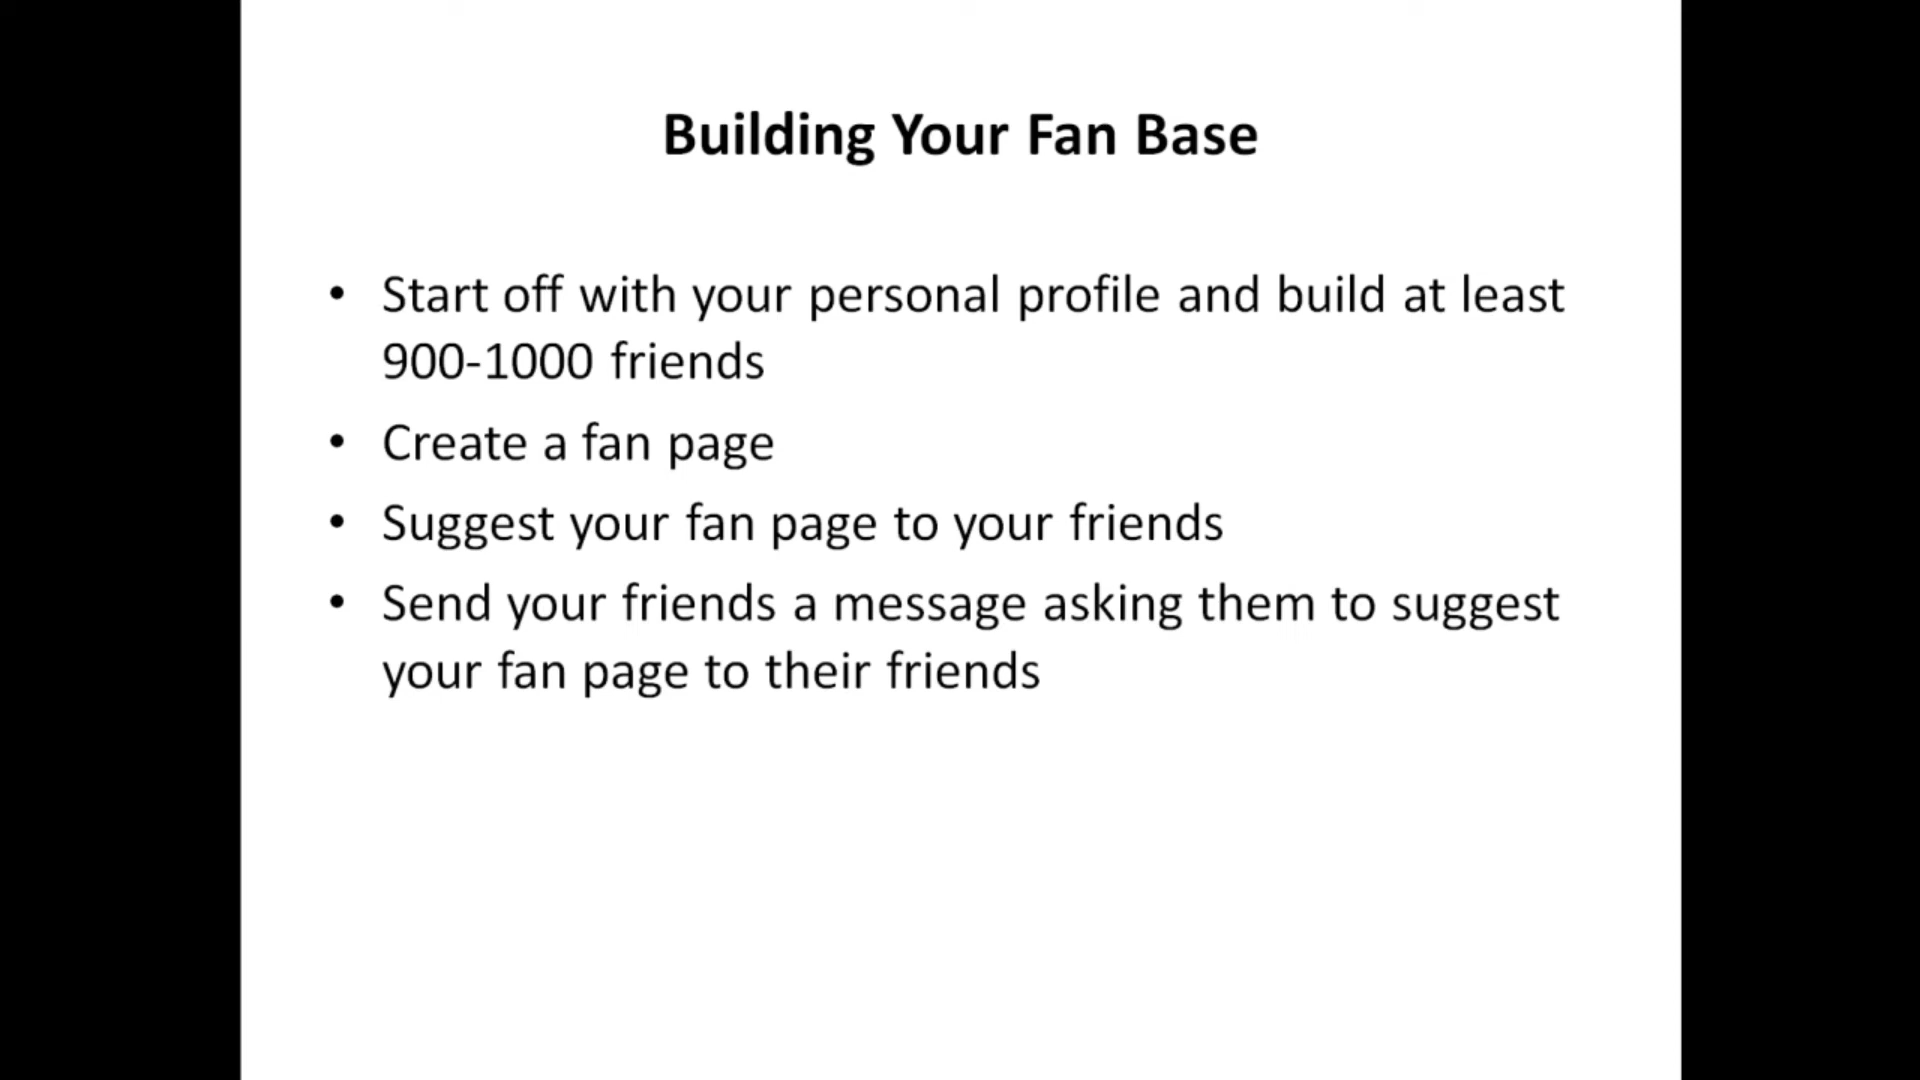 Building Your Fan Base
• Start off with your personal profile and build at least
900-1000 friends
• Create a fan page
• Suggest your fan page to your friends
• Send your friends a message asking them to suggest
your fan page to their friends